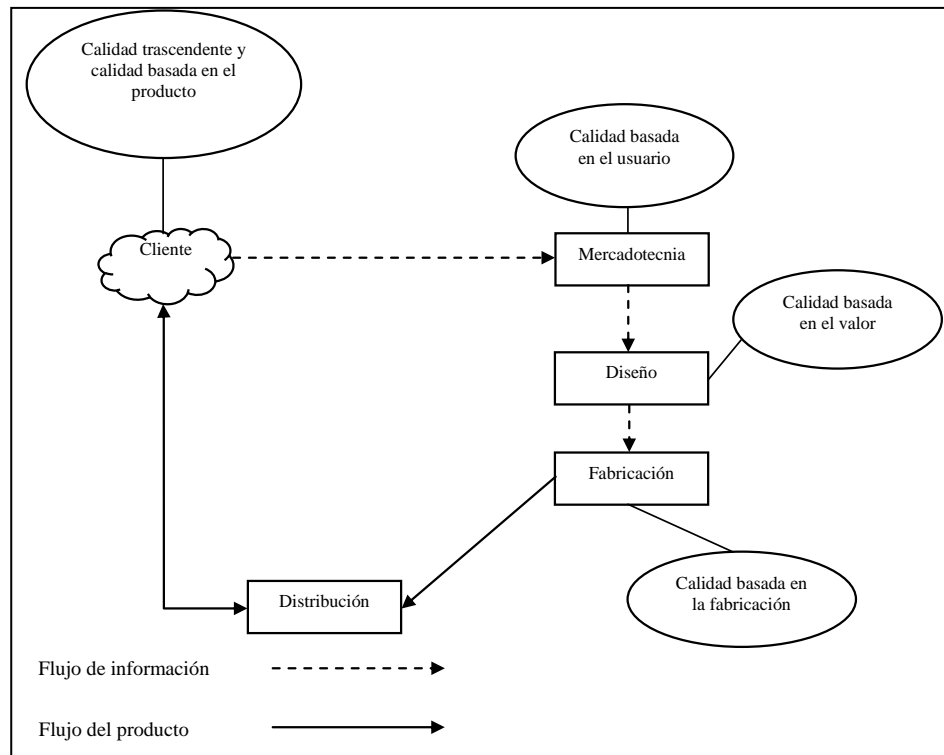 Calidad trascendente y
calidad basada en el
producto
Calidad basada
en el usuario
Cliente
Mercadotecnia
Calidad basada
en el valor
Diseño
Fabricación
Calidad basada en
la fabricación
Distribución
Flujo de información
Flujo del producto